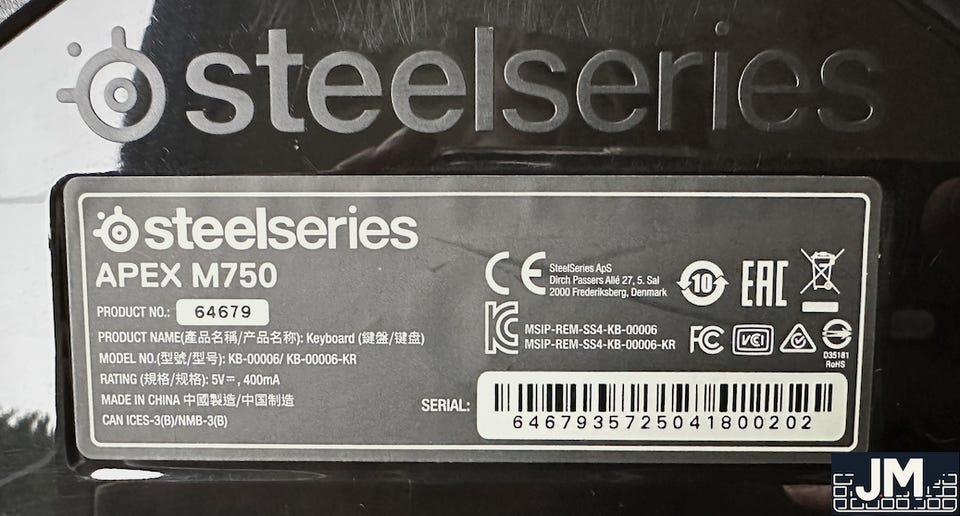 steelseries
steelseries
APEX M750
PRODUCT NO.: 64679
PRODUCT NAME(產品名稱/产品名称): Keyboard (鍵盤/键盘)
MODEL NO.(型號/型号): KB-00006/ KB-00006-KR
RATING (規格/规格): 5V⎓, 400mA
MADE IN CHINA 中國製造/中国制造
CAN ICES-3(B)/NMB-3(B)
CE
SteelSeries ApS
Dirch Passers Allé 27, 5. Sal
2000 Frederiksberg, Denmark
10
EAC
KC
MSIP-REM-SS4-KB-00006
MSIP-REM-SS4-KB-00006-KR
FC
VCI
D35181
RoHS
SERIAL:
6467935725041800202
JM